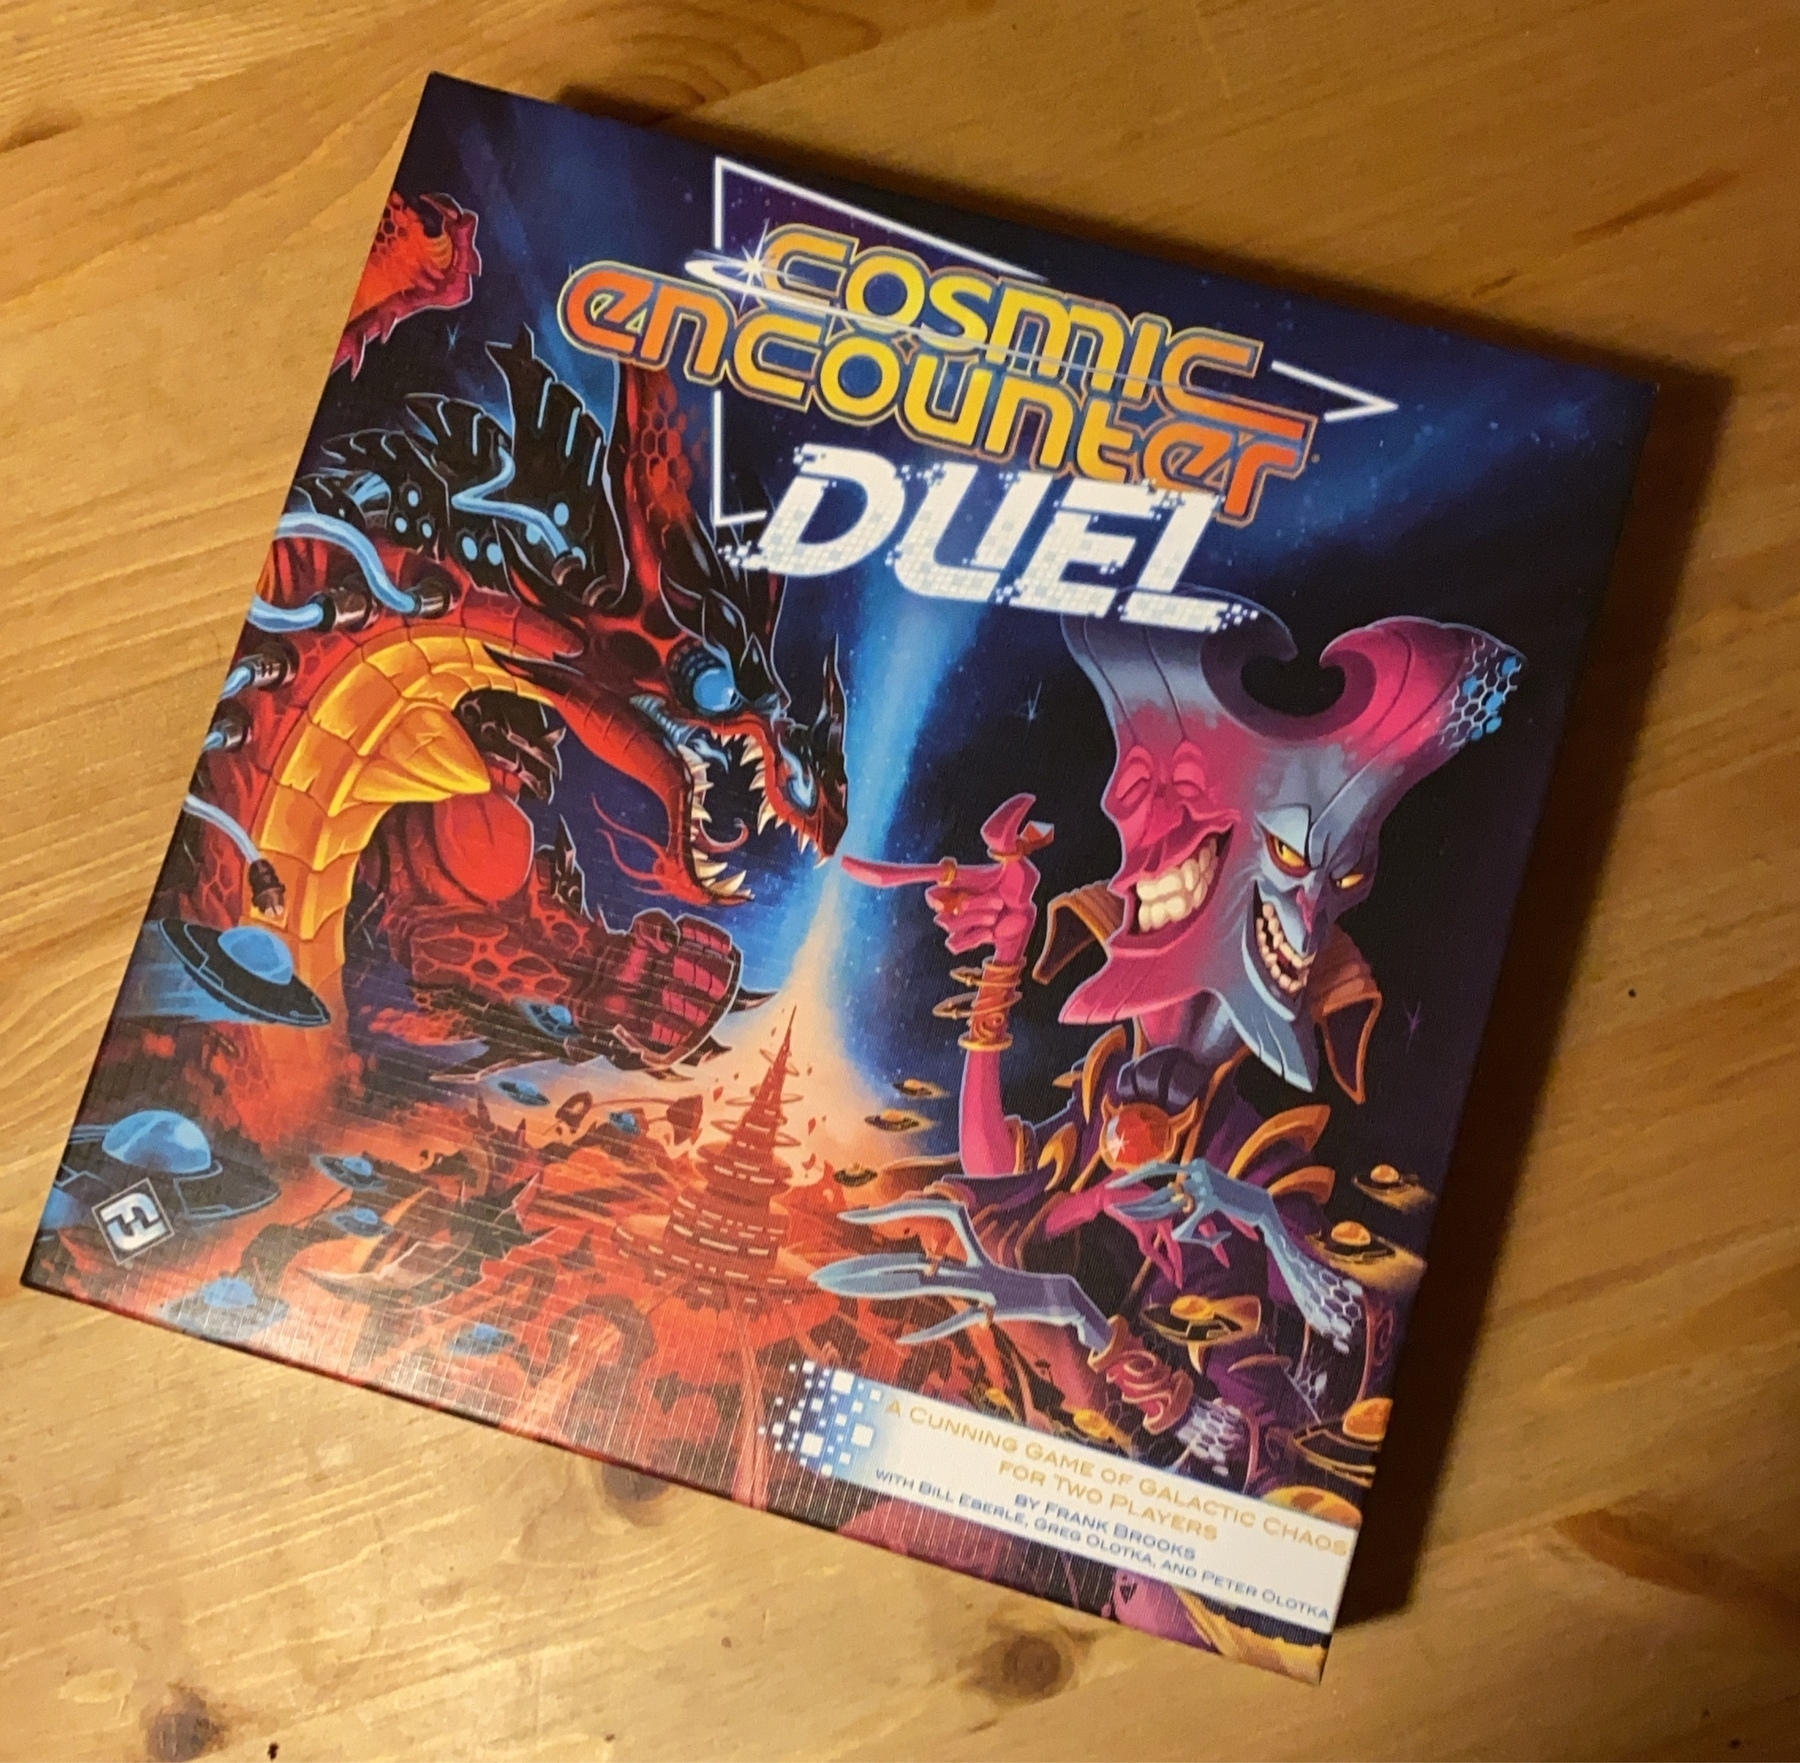 COSMIC
encounter
DUEL
A CUNNING GAME OF GALACTIC CHAOS
FOR TWO PLAYERS
BY FRANK BROOKS
WITH BILL EBERLE, GREG OLOTKA, AND PETER OLOTKA